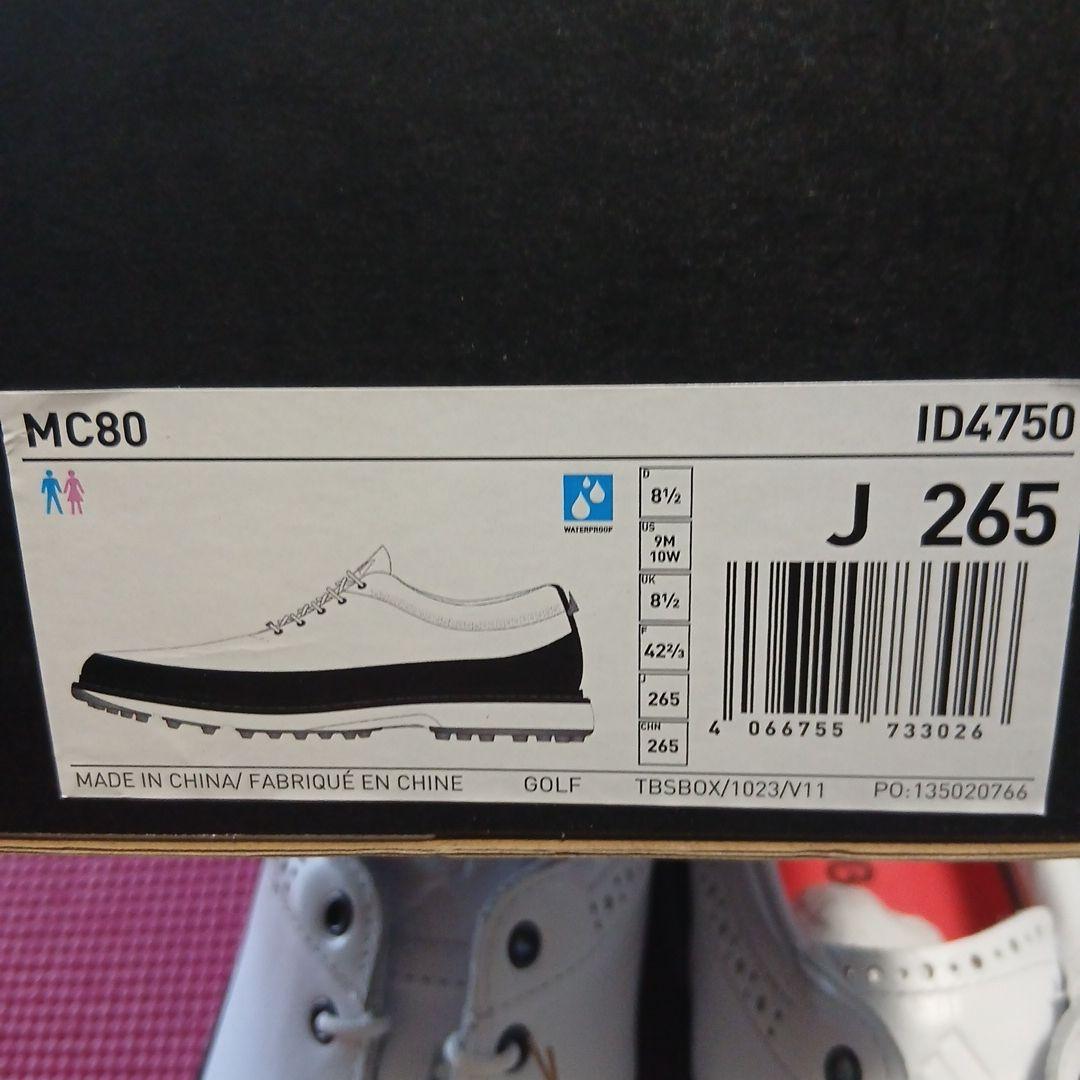 MC80
ID4750
WATERPROOF
D
8½
US
9M
10W
UK
8½
F
42⅔
J
265
CHN
265
J 265
4 066755 733026
MADE IN CHINA/ FABRIQUÉ EN CHINE
GOLF
TBSBOX/1023/V11
PO:135020766